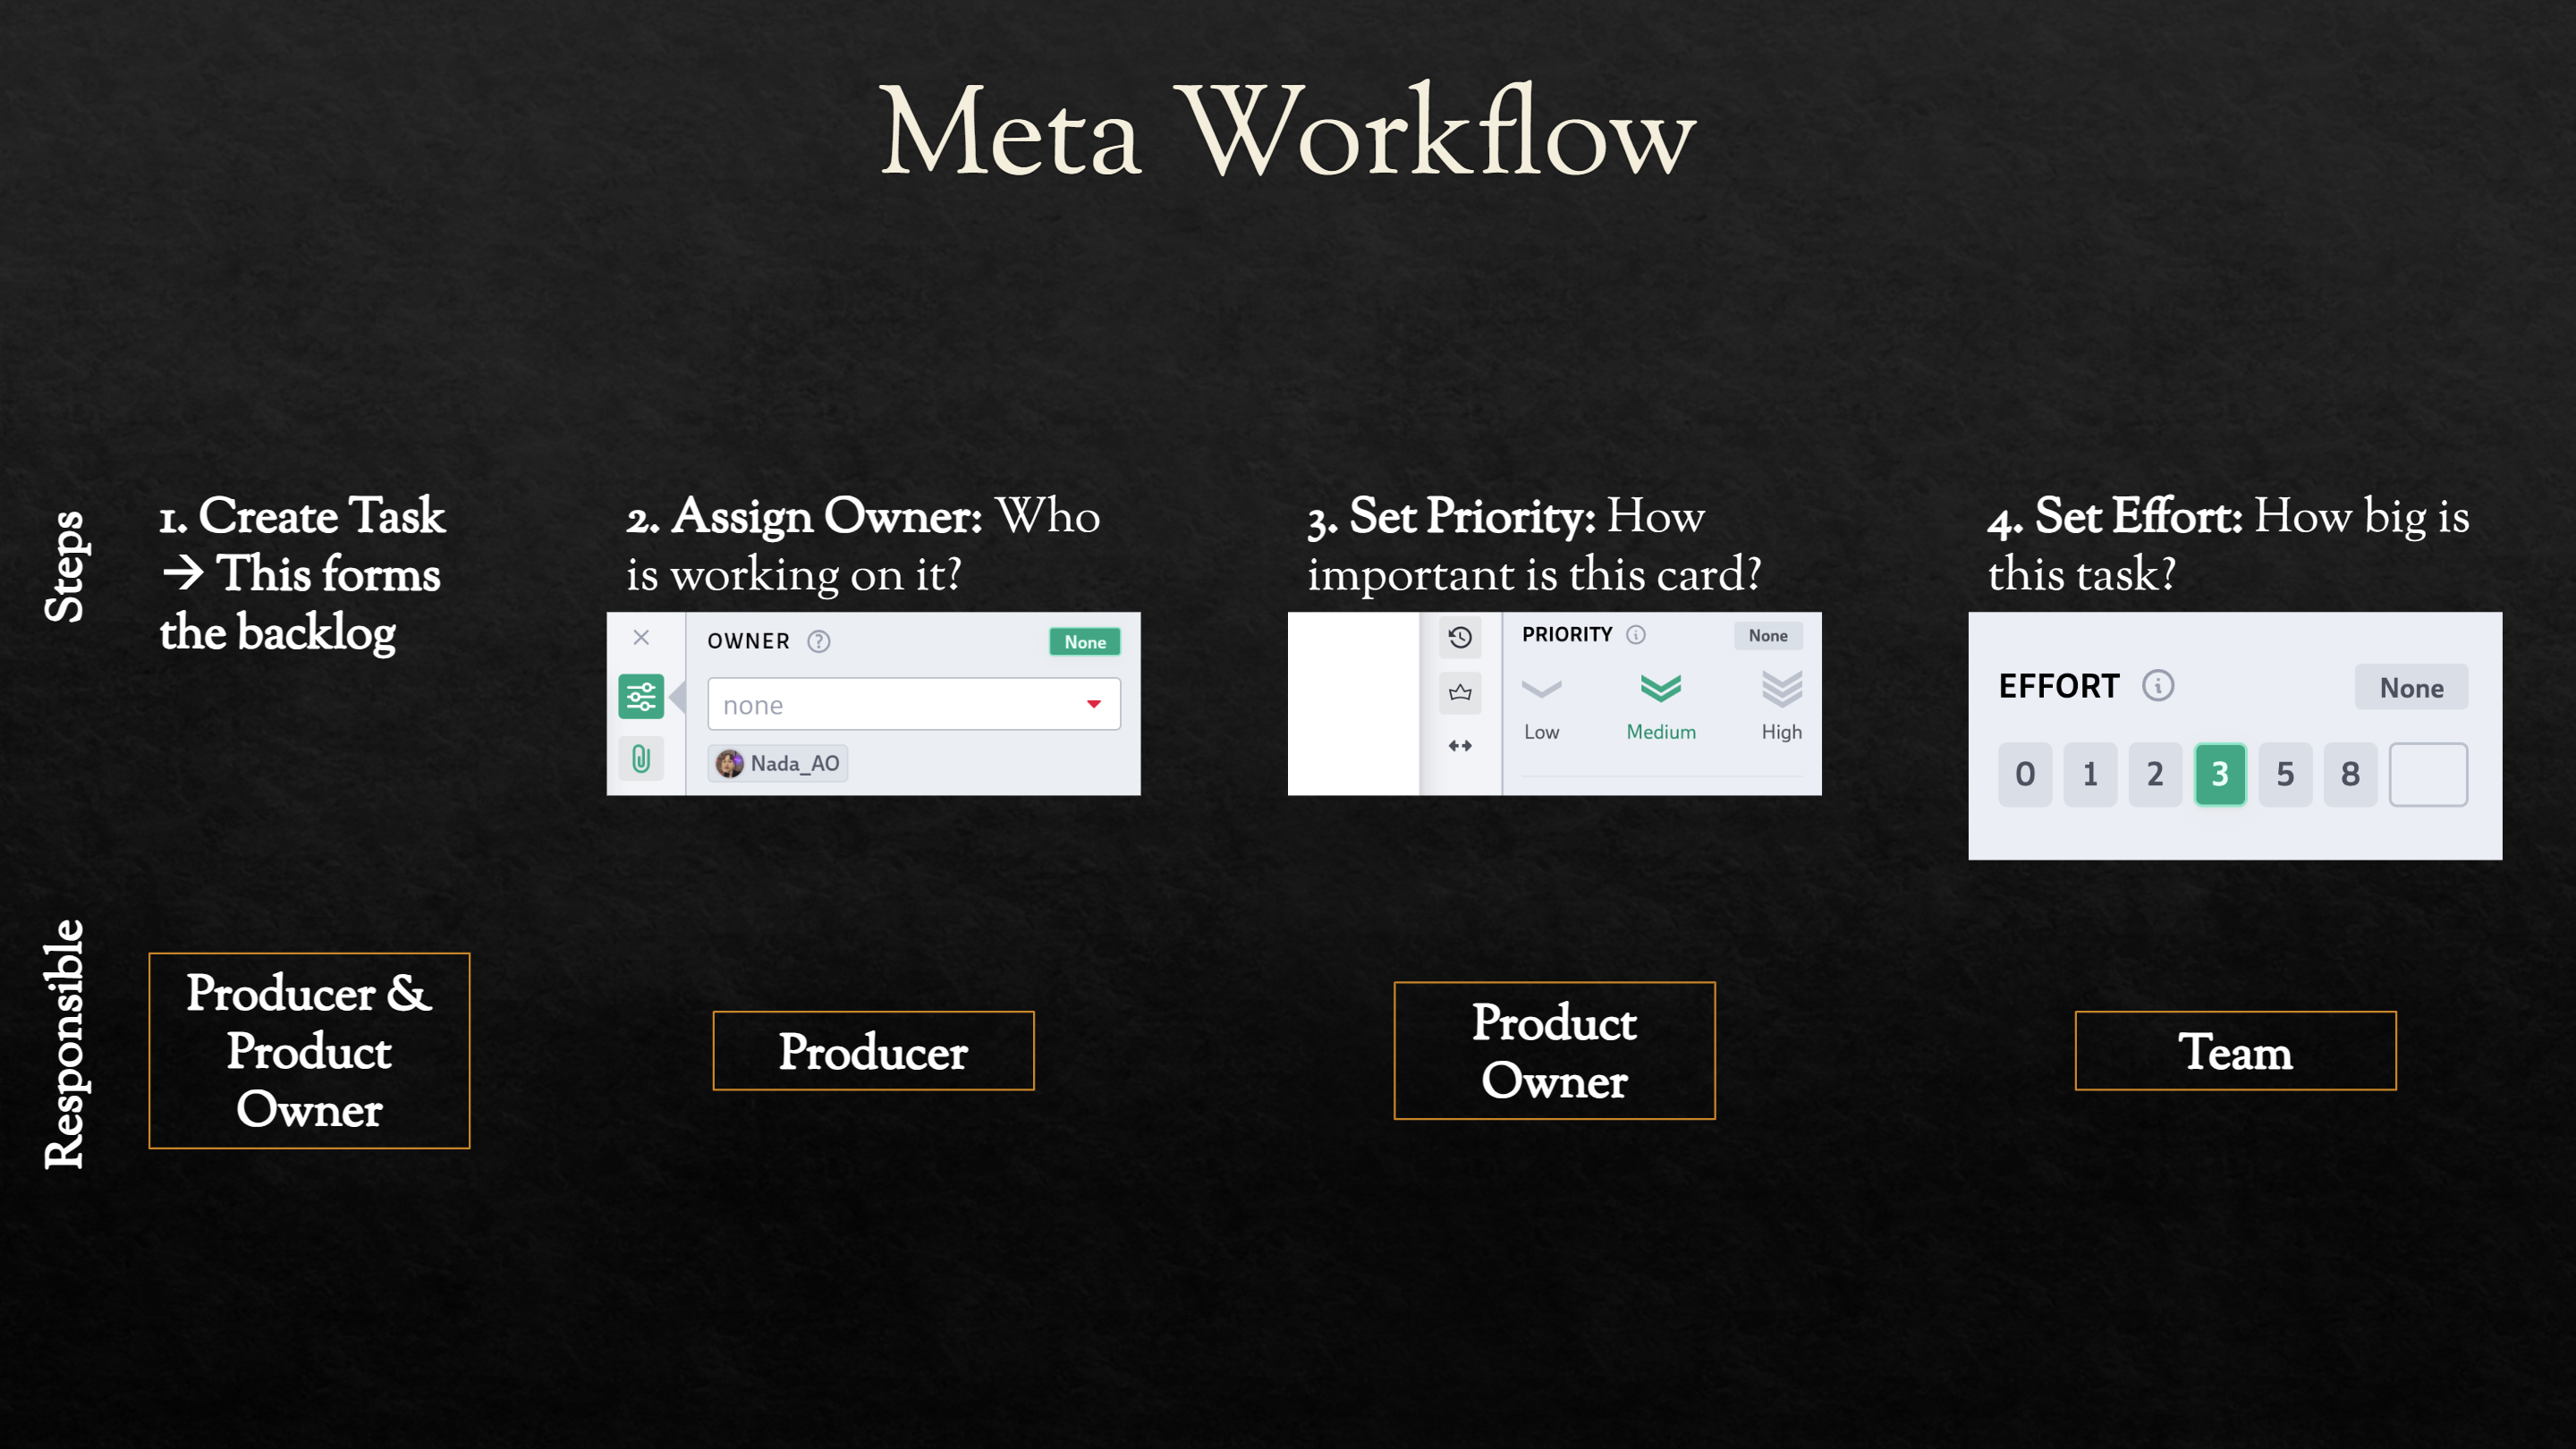 Meta Workflow
Steps
1. Create Task
→ This forms
the backlog
2. Assign Owner: Who
is working on it?
OWNER ?
None
none
Nada_AO
3. Set Priority: How
important is this card?
PRIORITY i
None
Low
Medium
High
4. Set Effort: How big is
this task?
EFFORT i
None
0 1 2 3 5 8
Responsible
Producer &
Product
Owner
Producer
Product
Owner
Team